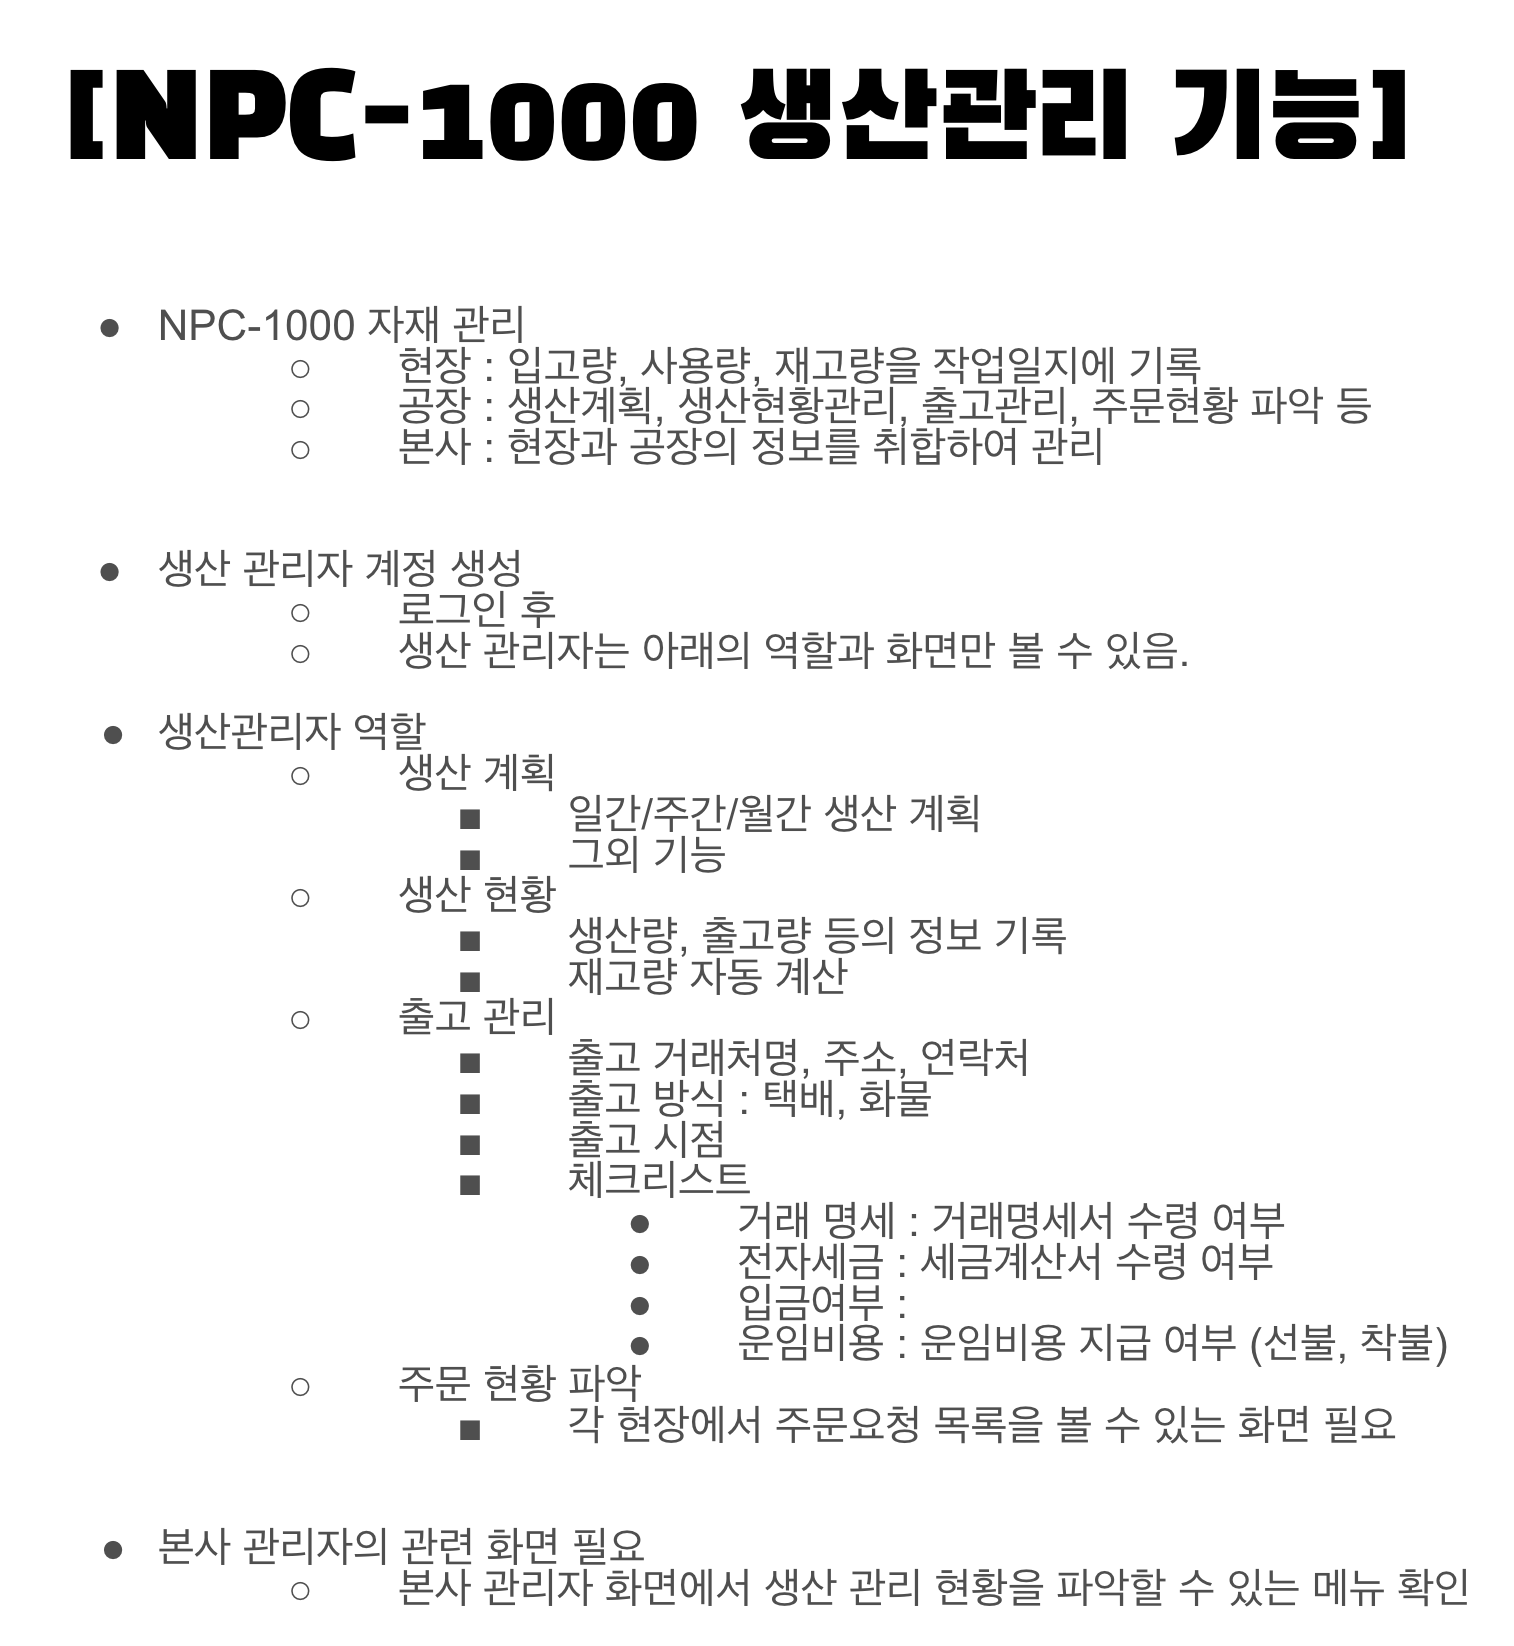 [NPC-1000 생산관리 기능]
● NPC-1000 자재 관리
○ 현장 : 입고량, 사용량, 재고량을 작업일지에 기록
○ 공장 : 생산계획, 생산현황관리, 출고관리, 주문현황 파악 등
○ 본사 : 현장과 공장의 정보를 취합하여 관리
● 생산 관리자 계정 생성
○ 로그인 후
○ 생산 관리자는 아래의 역할과 화면만 볼 수 있음.
● 생산관리자 역할
○ 생산 계획
■ 일간/주간/월간 생산 계획
■ 그외 기능
○ 생산 현황
■ 생산량, 출고량 등의 정보 기록
■ 재고량 자동 계산
○ 출고 관리
■ 출고 거래처명, 주소, 연락처
■ 출고 방식 : 택배, 화물
■ 출고 시점
■ 체크리스트
● 거래 명세 : 거래명세서 수령 여부
● 전자세금 : 세금계산서 수령 여부
● 입금여부 :
● 운임비용 : 운임비용 지급 여부 (선불, 착불)
○ 주문 현황 파악
■ 각 현장에서 주문요청 목록을 볼 수 있는 화면 필요
● 본사 관리자의 관련 화면 필요
○ 본사 관리자 화면에서 생산 관리 현황을 파악할 수 있는 메뉴 확인